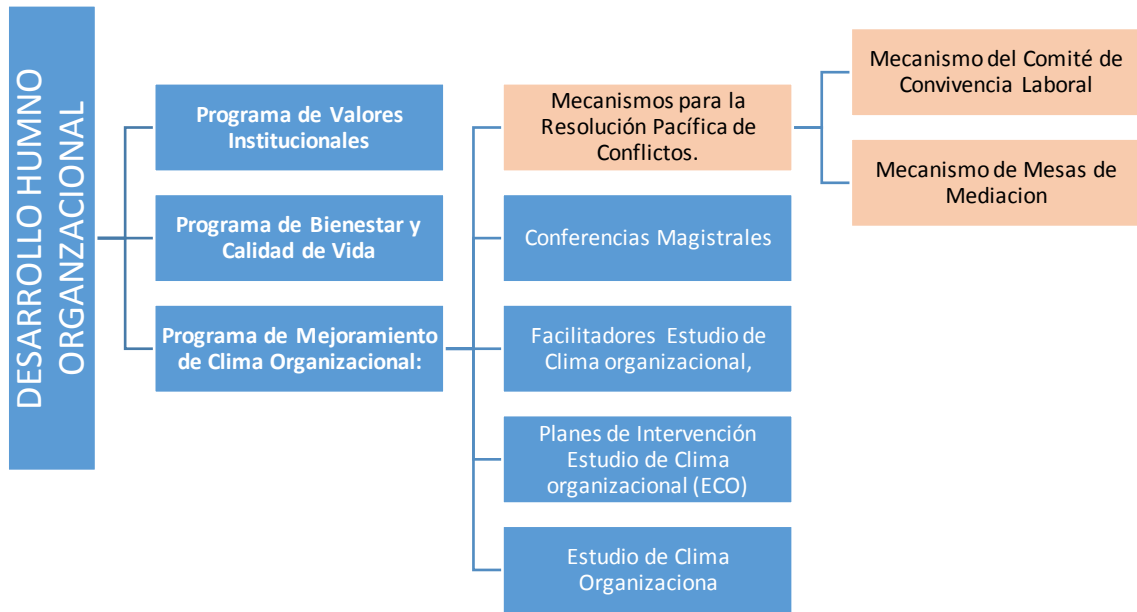 DESARROLLO HUMNO
ORGANZACIONAL
Programa de Valores
Institucionales
Programa de Bienestar y
Calidad de Vida
Programa de Mejoramiento
de Clima Organizacional:
Mecanismos para la
Resolución Pacífica de
Conflictos.
Conferencias Magistrales
Facilitadores Estudio de
Clima organizacional,
Planes de Intervención
Estudio de Clima
organizacional (ECO)
Estudio de Clima
Organizaciona
Mecanismo del Comité de
Convivencia Laboral
Mecanismo de Mesas de
Mediacion